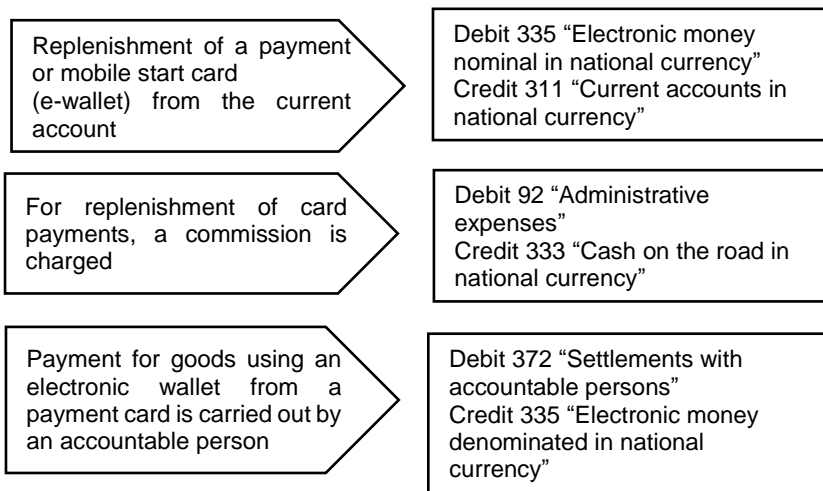 Replenishment of a payment
or mobile start card
(e-wallet) from the current
account
Debit 335 “Electronic money
nominal in national currency”
Credit 311 “Current accounts in
national currency”
For replenishment of card
payments, a commission is
charged
Debit 92 “Administrative
expenses”
Credit 333 “Cash on the road in
national currency”
Payment for goods using an
electronic wallet from a
payment card is carried out by
an accountable person
Debit 372 “Settlements with
accountable persons”
Credit 335 “Electronic money
denominated in national
currency”